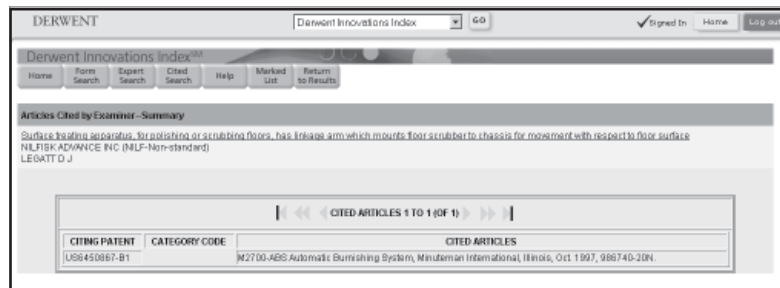 DERWENT
Derwent Innovations Index
GO
Signed In
Home
Log out
Derwent Innovations Index℠
Home
Form Search
Expert Search
Cited Search
Help
Marked List
Return to Results
Articles Cited by Examiner--Summary
Surface treating apparatus, for polishing or scrubbing floors, has linkage arm which mounts floor scrubber to chassis for movement with respect to floor surface
NILFISK ADVANCE INC (NILF-Non-standard)
LEGATT D J
CITED ARTICLES 1 TO 1 (OF 1)
CITING PATENT CATEGORY CODE CITED ARTICLES
US6450867-B1 M2700-ABS Automatic Burnishing System, Minuteman International, Illinois, Oct. 1997, 986740-20N.